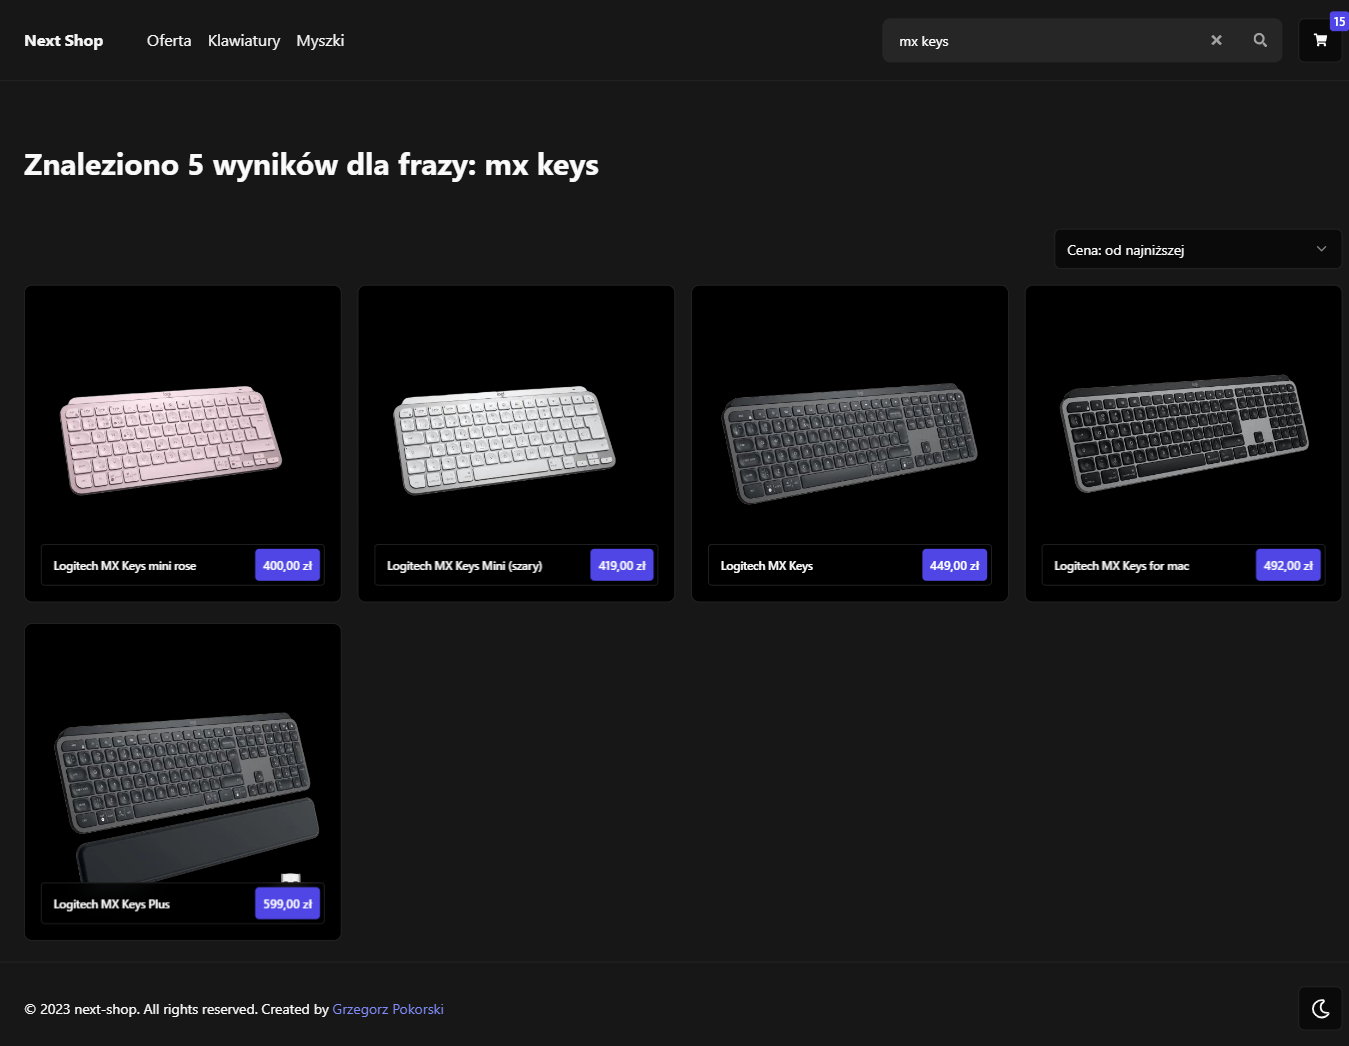 Next Shop
Oferta Klawiatury Myszki
mx keys
15
Znaleziono 5 wyników dla frazy: mx keys
Cena: od najniższej
Logitech MX Keys mini rose 400,00 zł
Logitech MX Keys Mini (szary) 419,00 zł
Logitech MX Keys 449,00 zł
Logitech MX Keys for mac 492,00 zł
Logitech MX Keys Plus 599,00 zł
© 2023 next-shop. All rights reserved. Created by Grzegorz Pokorski